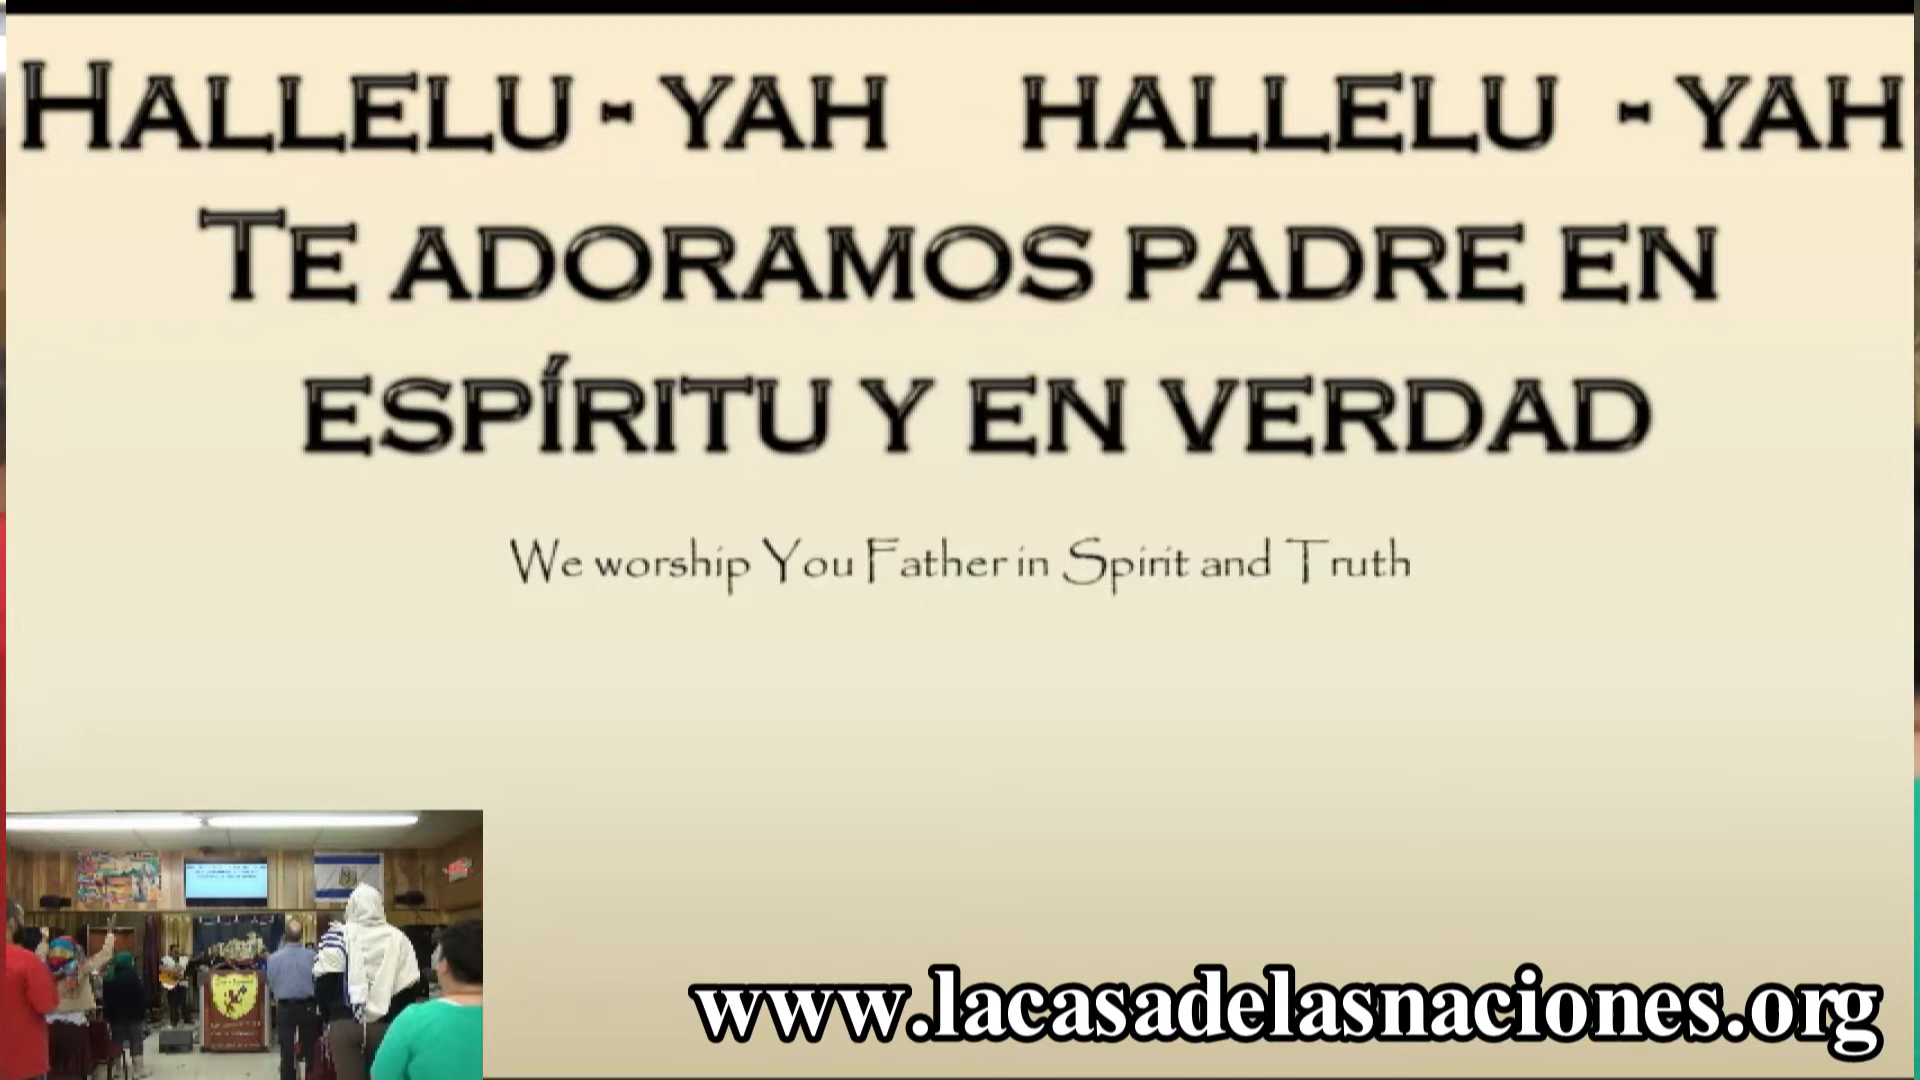 HALLELU - YAH HALLELU - YAH
TE ADORAMOS PADRE EN
ESPÍRITU Y EN VERDAD
We worship You Father in Spirit and Truth
www.lacasadelasnaciones.org